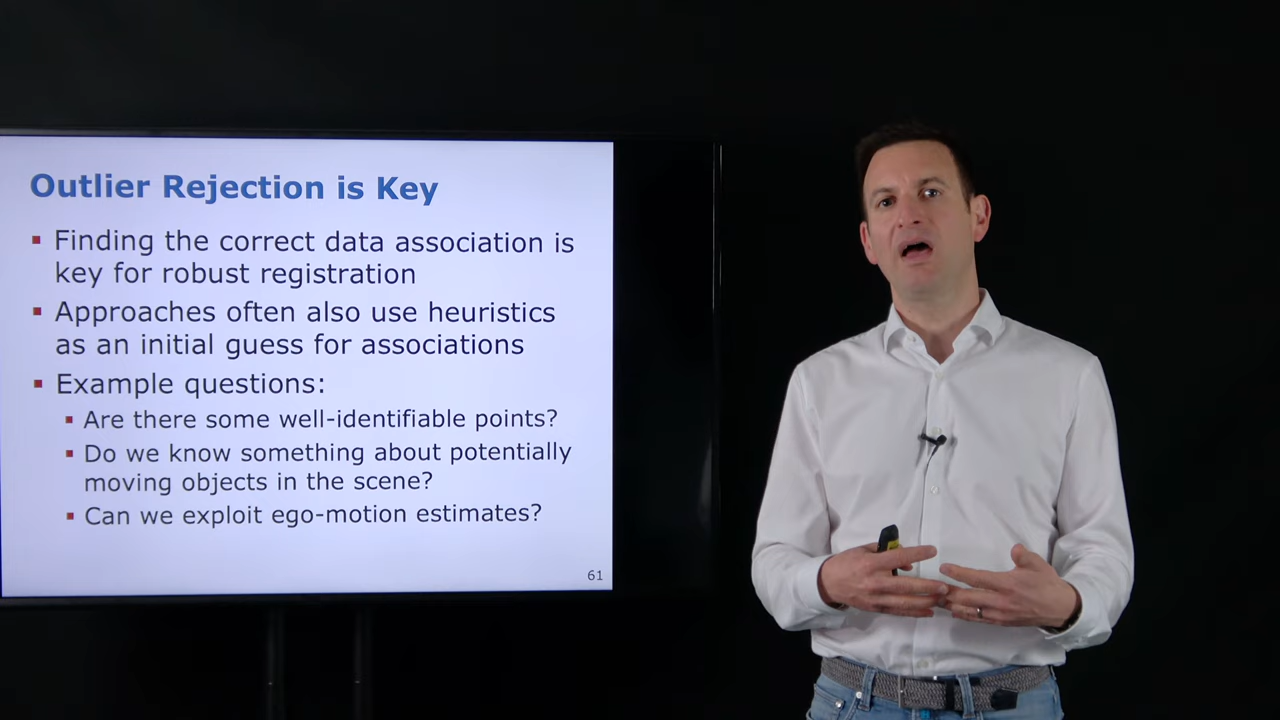 Outlier Rejection is Key
▪ Finding the correct data association is
key for robust registration
▪ Approaches often also use heuristics
as an initial guess for associations
▪ Example questions:
▪ Are there some well-identifiable points?
▪ Do we know something about potentially
moving objects in the scene?
▪ Can we exploit ego-motion estimates?
61